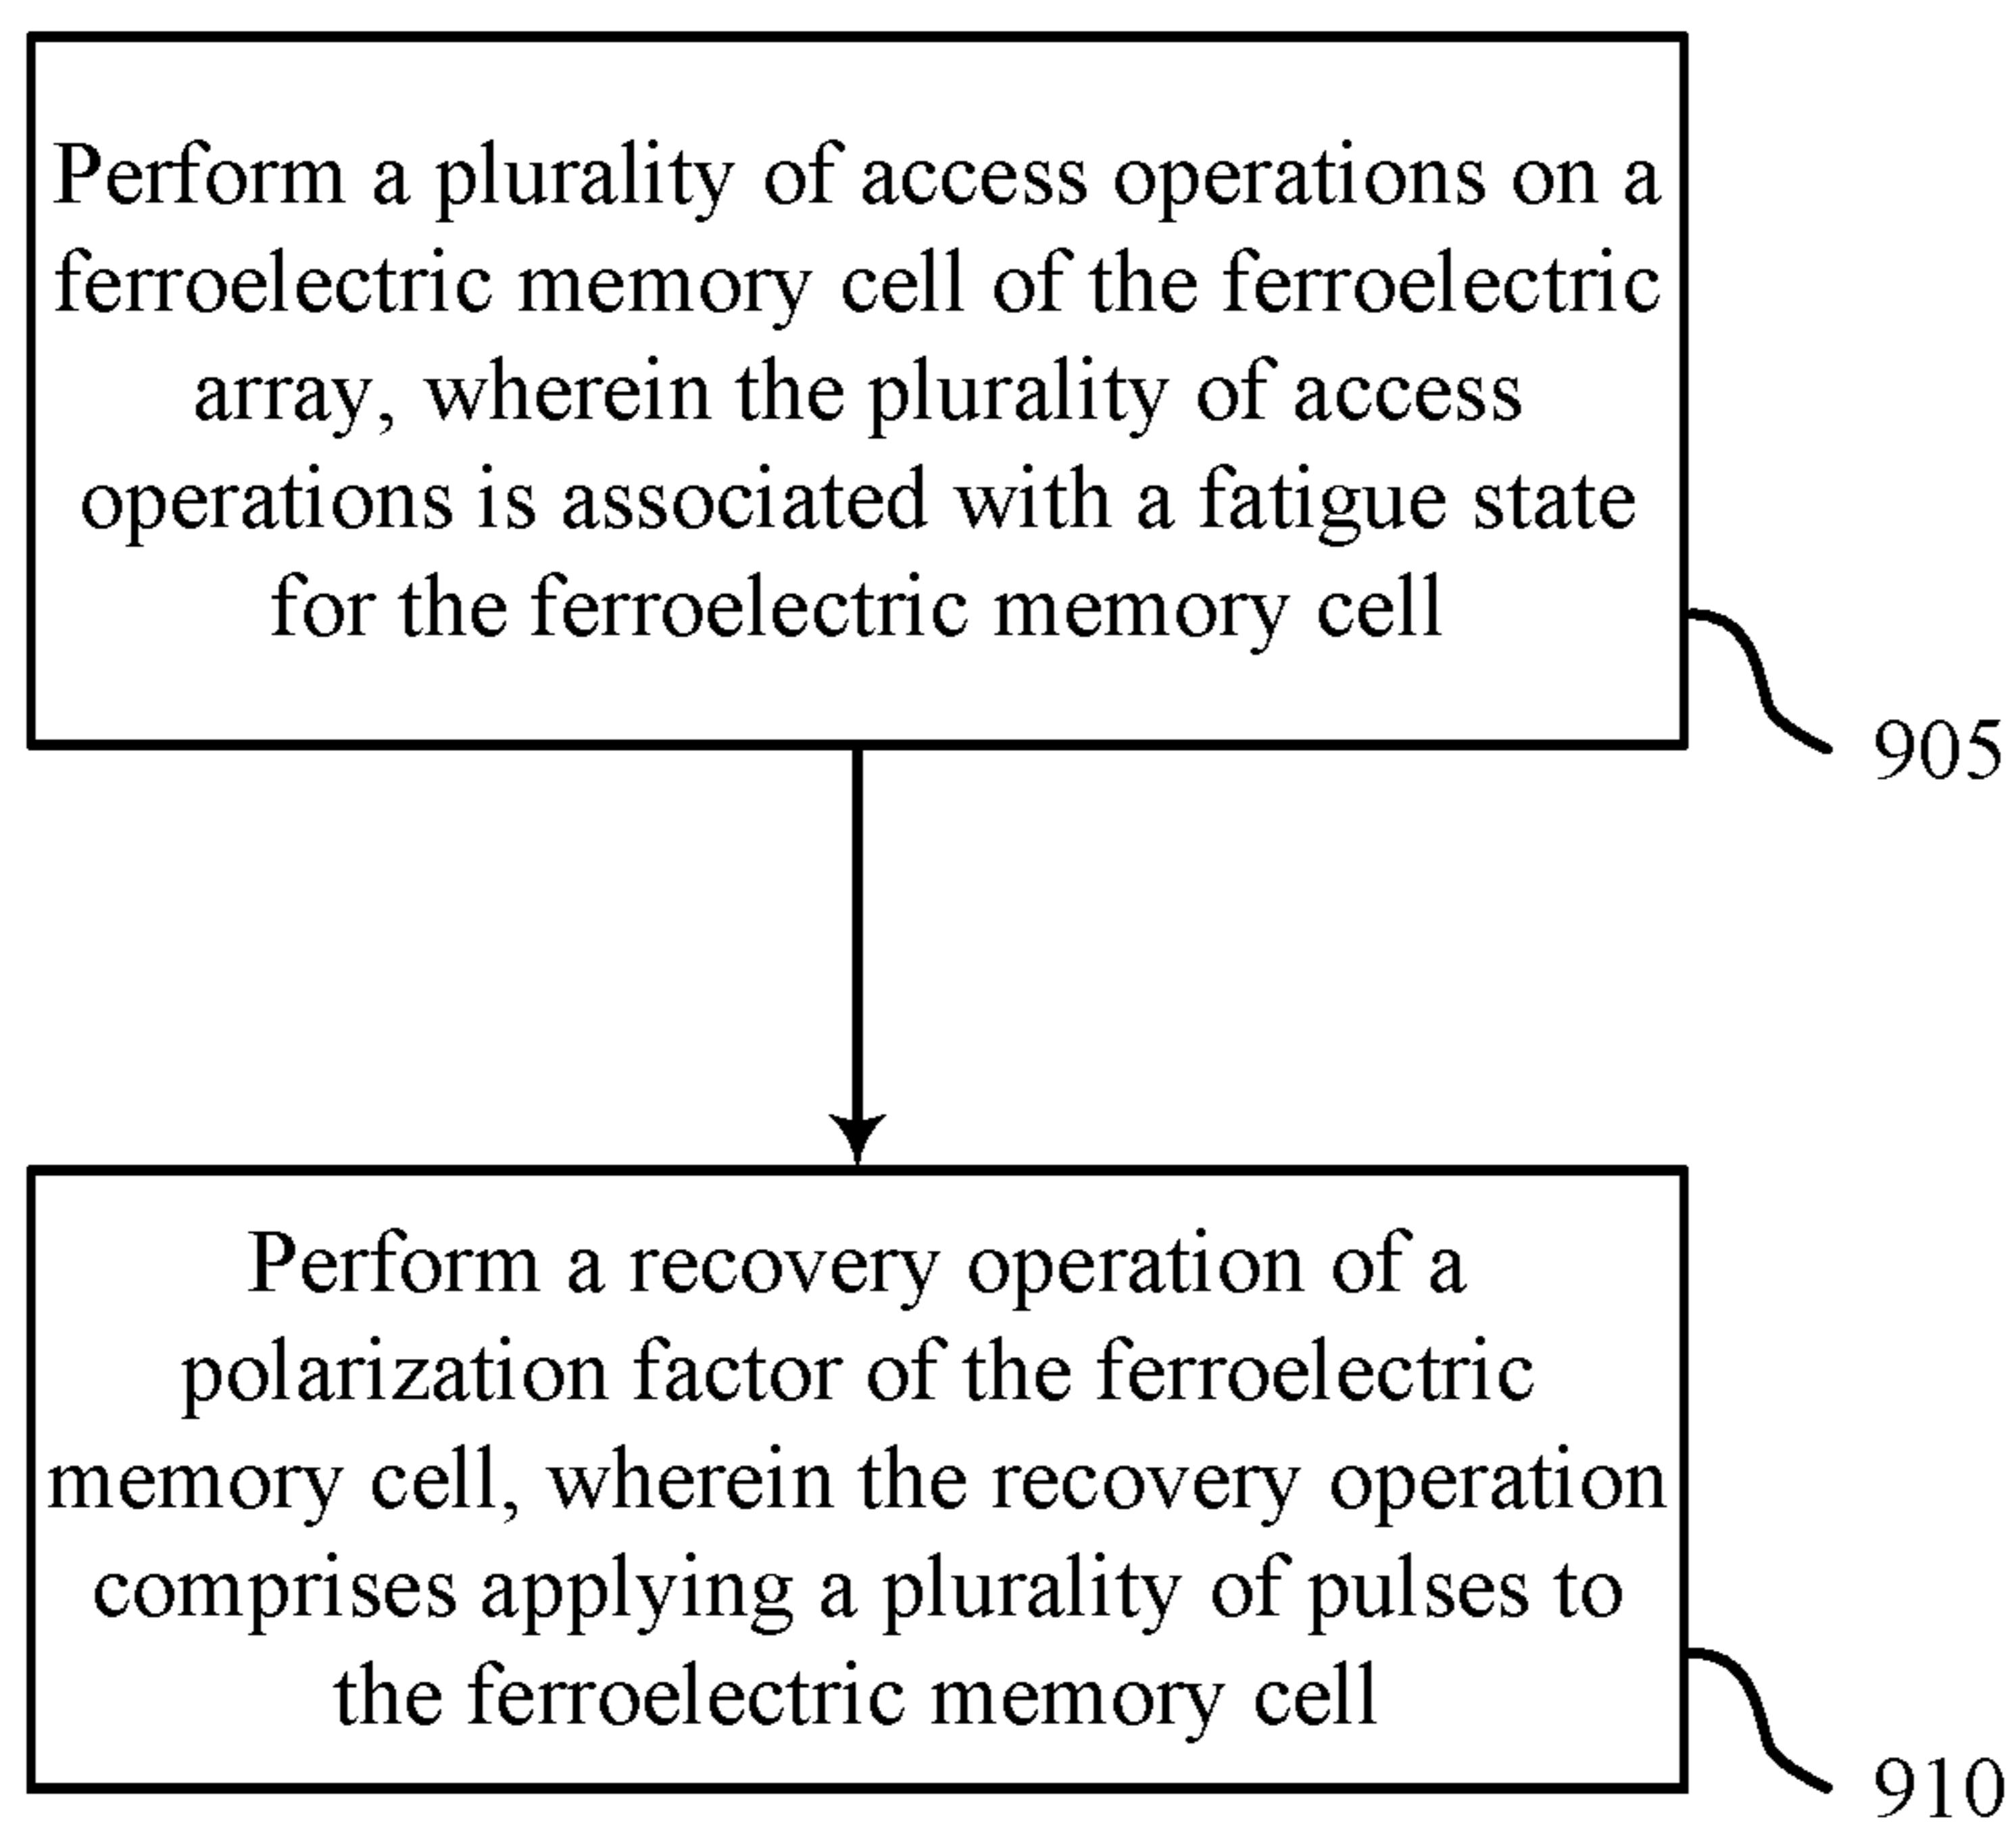 Perform a plurality of access operations on a
ferroelectric memory cell of the ferroelectric
array, wherein the plurality of access
operations is associated with a fatigue state
for the ferroelectric memory cell
905
Perform a recovery operation of a
polarization factor of the ferroelectric
memory cell, wherein the recovery operation
comprises applying a plurality of pulses to
the ferroelectric memory cell
910